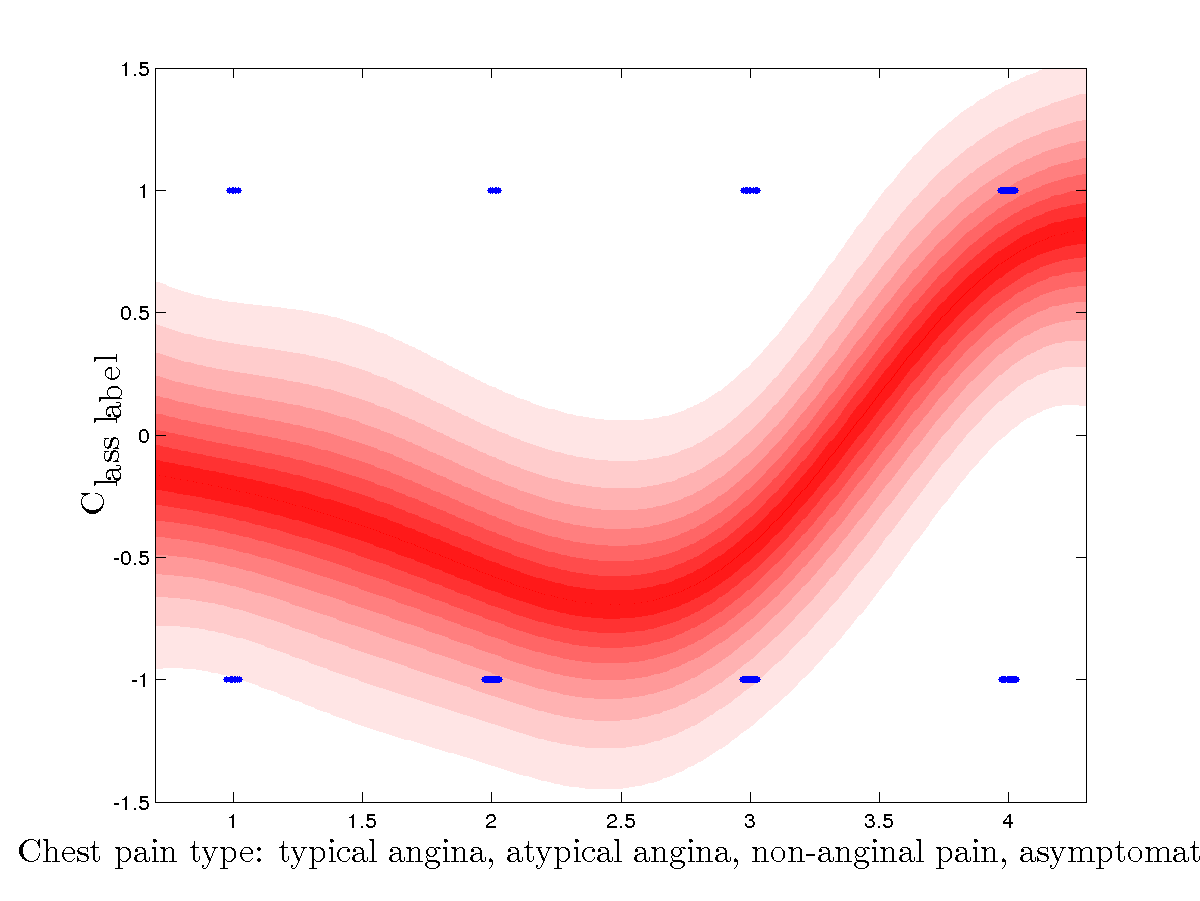 1.5
1
0.5
0
-0.5
-1
-1.5
Class label
1 1.5 2 2.5 3 3.5 4
Chest pain type: typical angina, atypical angina, non-anginal pain, asymptomat